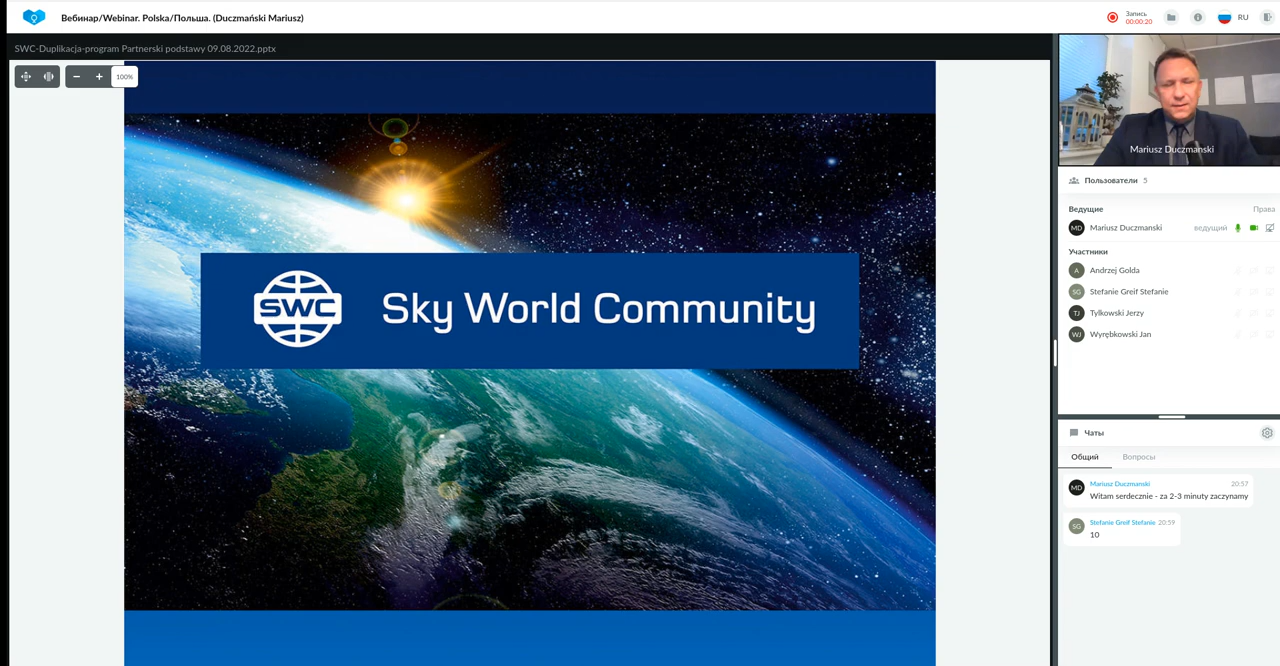 Вебинар/Webinar. Polska/Польша. (Duczmański Mariusz)
Запись
00:00:20
RU
SWC-Duplikacja-program Partnerski podstawy 09.08.2022.pptx
100%
SWC
Sky World Community
Mariusz Duczmanski
Пользователи 5
Ведущие Права
MD Mariusz Duczmanski ведущий
Участники
A Andrzej Golda
SG Stefanie Greif Stefanie
TJ Tylkowski Jerzy
WJ Wyrębkowski Jan
Чаты
Общий Вопросы
MD Mariusz Duczmanski 20:57
Witam serdecznie - za 2-3 minuty zaczynamy
SG Stefanie Greif Stefanie 20:59
10